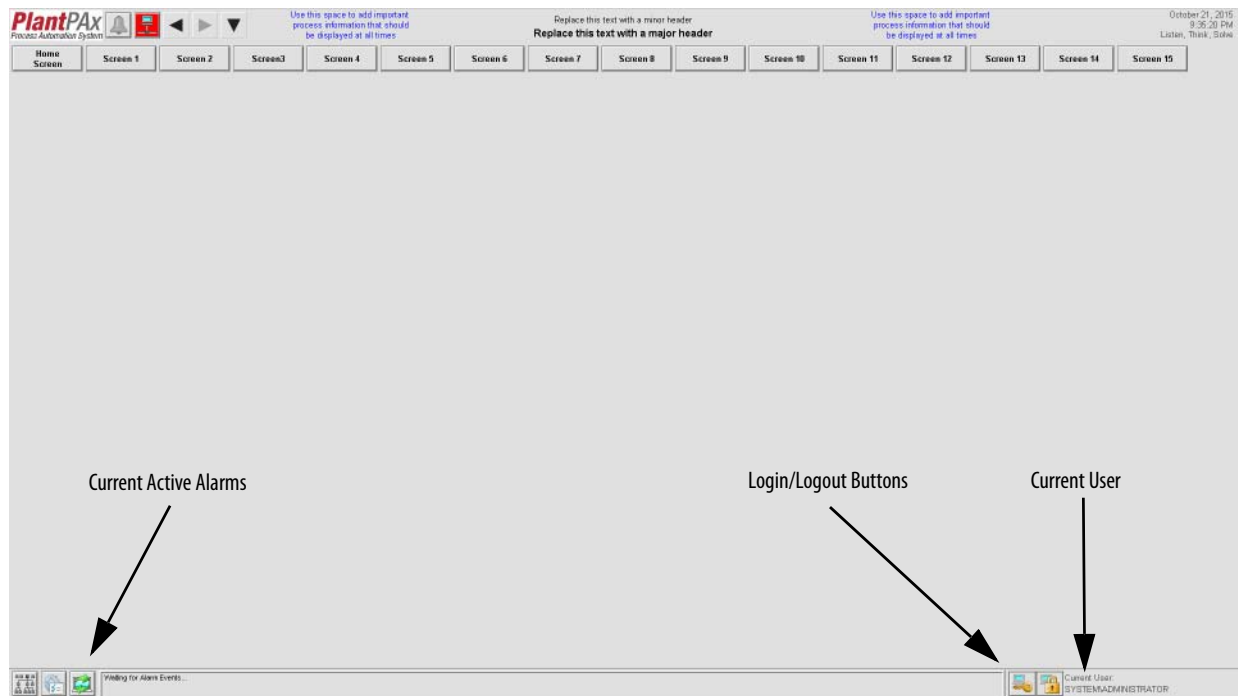 PlantPAx
Process Automation System
Use this space to add important
process information that should
be displayed at all times
Replace this text with a minor header
Replace this text with a major header
Use this space to add important
process information that should
be displayed at all times
October 21, 2015
9:35:20 PM
Listen, Think, Solve
Home
Screen
Screen 1
Screen 2
Screen3
Screen 4
Screen 5
Screen 6
Screen 7
Screen 8
Screen 9
Screen 10
Screen 11
Screen 12
Screen 13
Screen 14
Screen 15
Current Active Alarms
Login/Logout Buttons
Current User
Waiting for Alarm Events...
Current User:
SYSTEM\ADMINISTRATOR